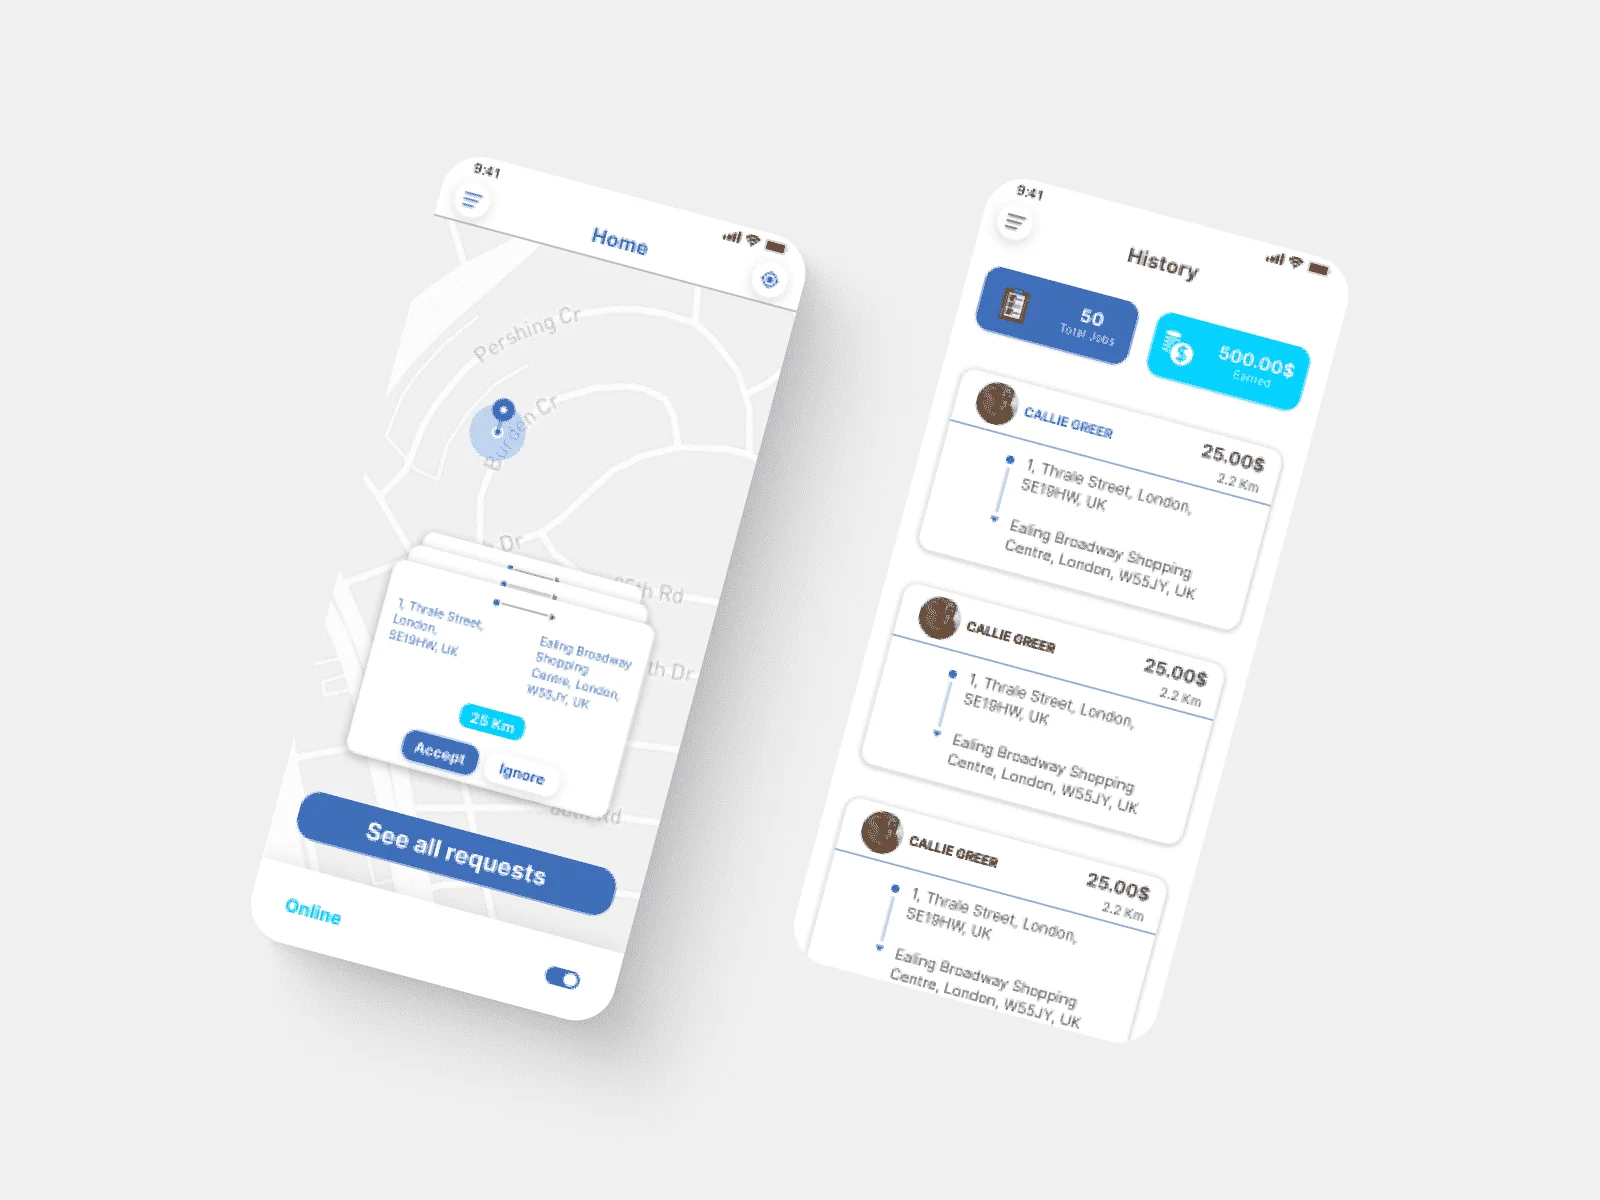 9:41
Home
Pershing Cr
Burden Cr
Dr
65th Rd
th Dr
Rd
1, Thrale Street,
London,
SE19HW, UK
Ealing Broadway
Shopping
Centre, London,
W55JY, UK
25 Km
Accept
Ignore
See all requests
Online
9:41
History
50
Total Jobs
500.00$
Earned
CALLIE GREER
25.00$
2.2 Km
1, Thrale Street, London,
SE19HW, UK
Ealing Broadway Shopping
Centre, London, W55JY, UK
CALLIE GREER
25.00$
2.2 Km
1, Thrale Street, London,
SE19HW, UK
Ealing Broadway Shopping
Centre, London, W55JY, UK
CALLIE GREER
25.00$
2.2 Km
1, Thrale Street, London,
SE19HW, UK
Ealing Broadway Shopping
Centre, London, W55JY, UK